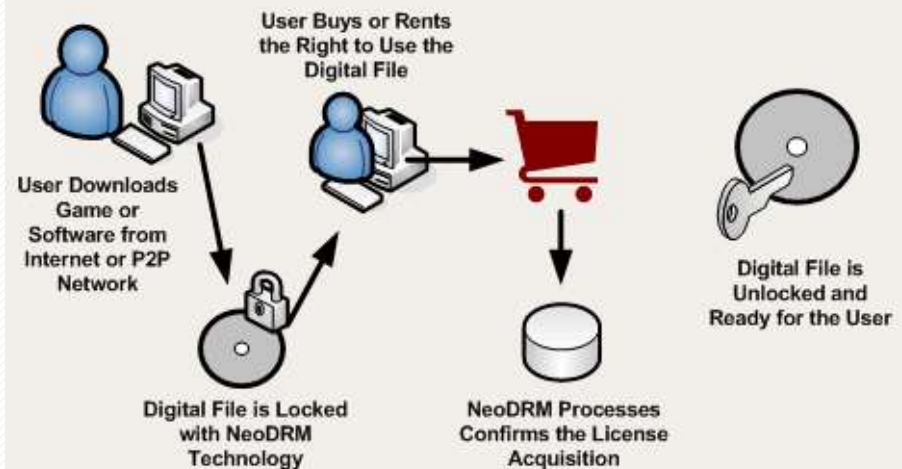 User Buys or Rents
the Right to Use the
Digital File
User Downloads
Game or
Software from
Internet or P2P
Network
Digital File is Locked
with NeoDRM
Technology
NeoDRM Processes
Confirms the License
Acquisition
Digital File is
Unlocked and
Ready for the User